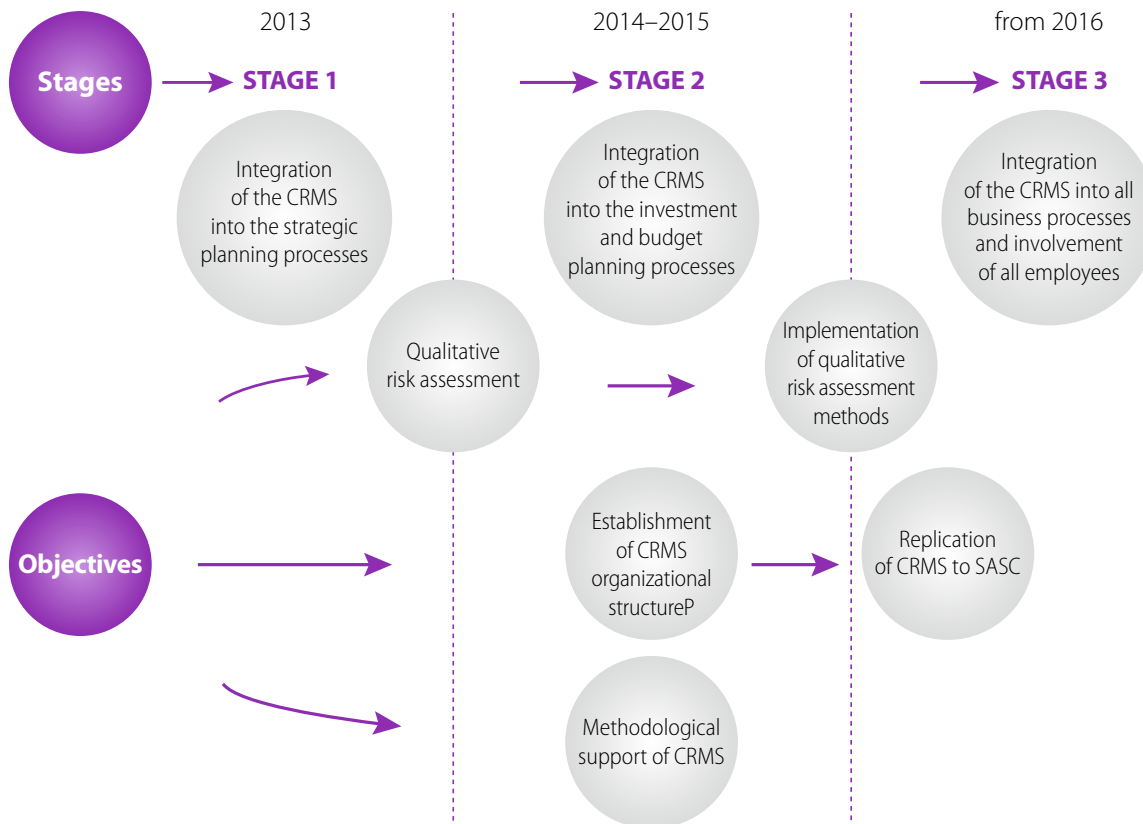 2013
2014–2015
from 2016
Stages
STAGE 1
STAGE 2
STAGE 3
Integration
of the CRMS
into the strategic
planning processes
Integration
of the CRMS
into the investment
and budget
planning processes
Integration
of the CRMS into all
business processes
and involvement
of all employees
Qualitative
risk assessment
Implementation
of qualitative
risk assessment
methods
Objectives
Establishment
of CRMS
organizational
structureP
Replication
of CRMS to SASC
Methodological
support of CRMS